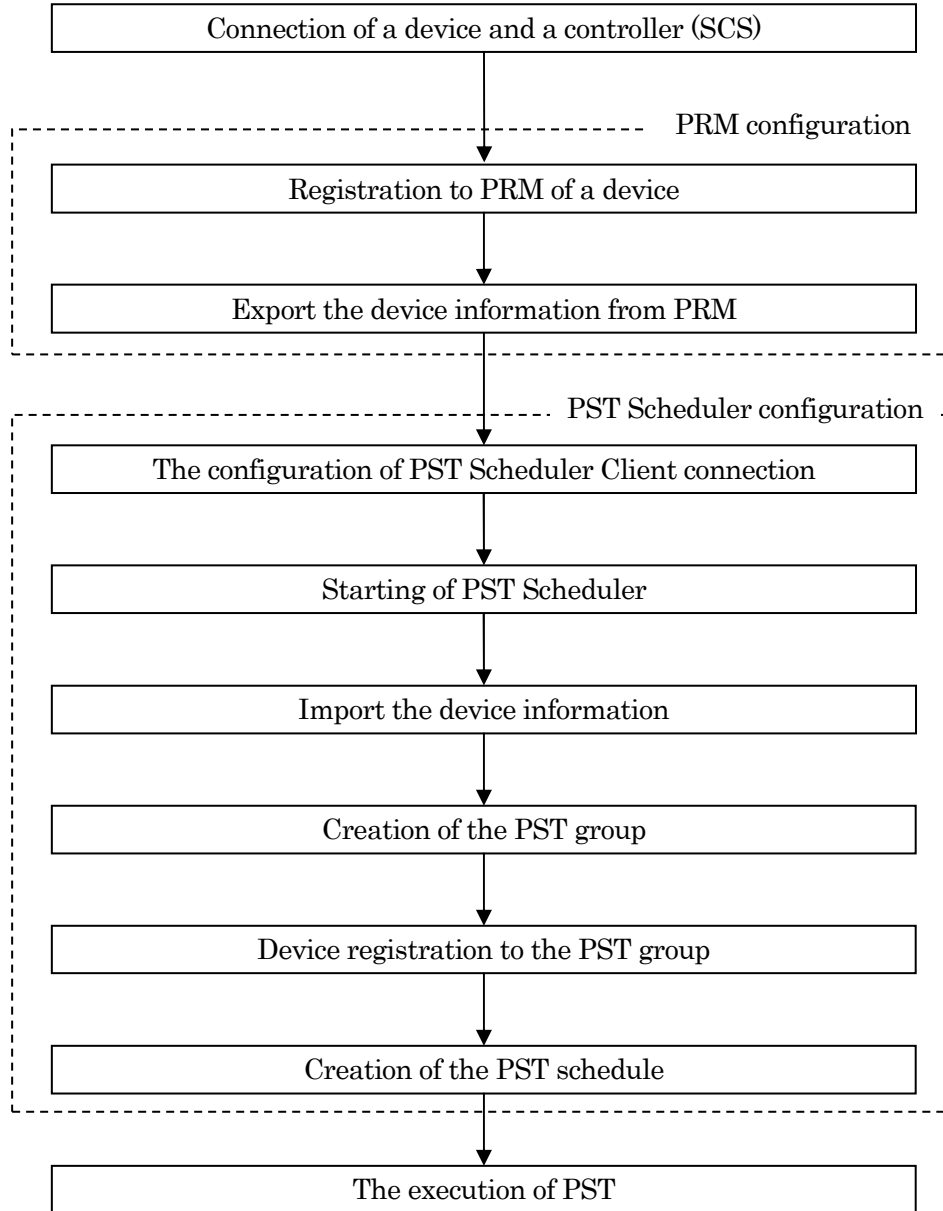 Connection of a device and a controller (SCS)
PRM configuration
Registration to PRM of a device
Export the device information from PRM
PST Scheduler configuration
The configuration of PST Scheduler Client connection
Starting of PST Scheduler
Import the device information
Creation of the PST group
Device registration to the PST group
Creation of the PST schedule
The execution of PST